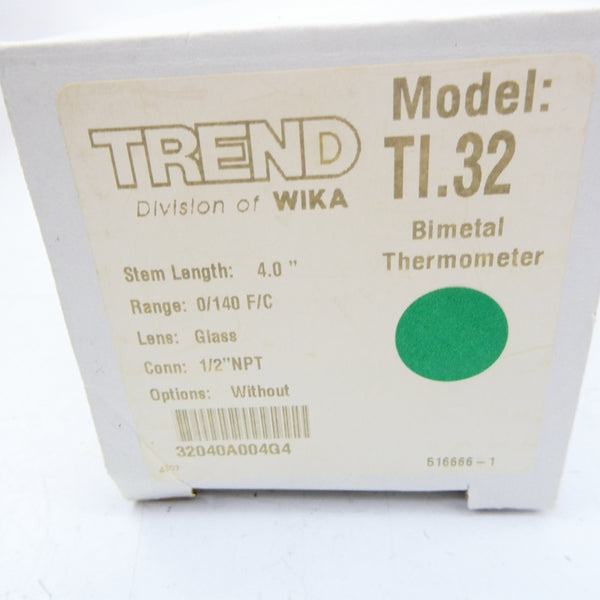 TREND
Division of WIKA
Model:
TI.32
Bimetal
Thermometer
Stem Length: 4.0 "
Range: 0/140 F/C
Lens: Glass
Conn: 1/2"NPT
Options: Without
32040A004G4
516666-1